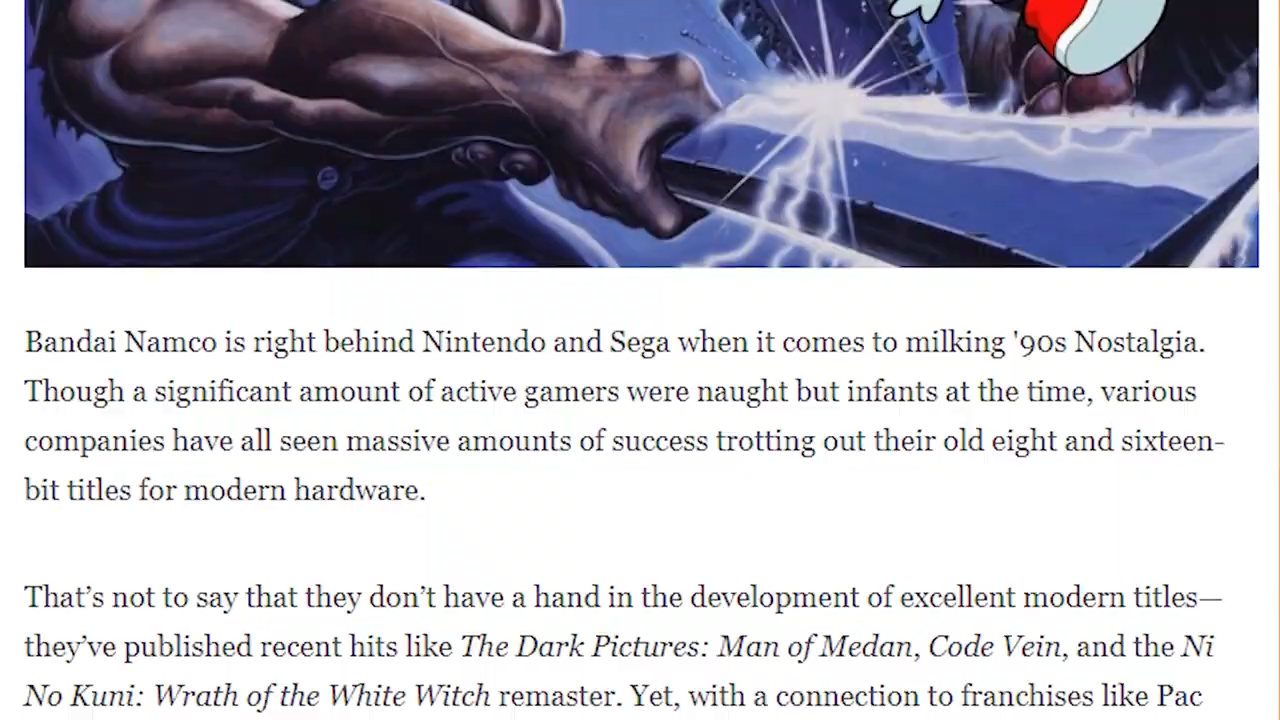 Bandai Namco is right behind Nintendo and Sega when it comes to milking '90s Nostalgia.
Though a significant amount of active gamers were naught but infants at the time, various
companies have all seen massive amounts of success trotting out their old eight and sixteen-
bit titles for modern hardware.
That’s not to say that they don’t have a hand in the development of excellent modern titles—
they’ve published recent hits like The Dark Pictures: Man of Medan, Code Vein, and the Ni
No Kuni: Wrath of the White Witch remaster. Yet, with a connection to franchises like Pac